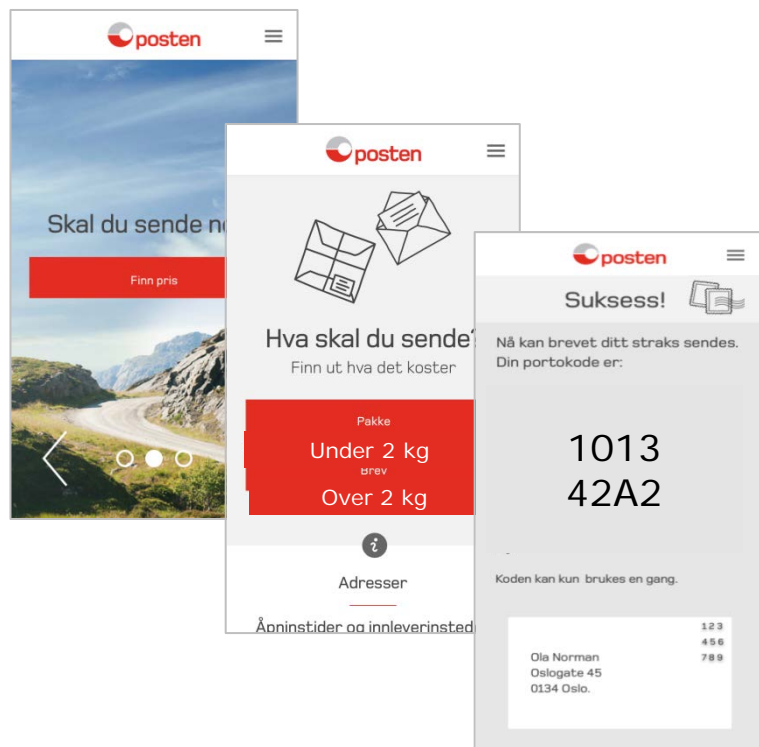 posten
Skal du sende
Finn pris
posten
Hva skal du sende?
Finn ut hva det koster
Pakke
Under 2 kg
Brev
Over 2 kg
i
Adresser
Åpninstider og innleverinsted
posten
Suksess!
Nå kan brevet ditt straks sendes.
Din portokode er:
1013
42A2
Koden kan kun brukes en gang.
123
456
Ola Norman 789
Oslogate 45
0134 Oslo.